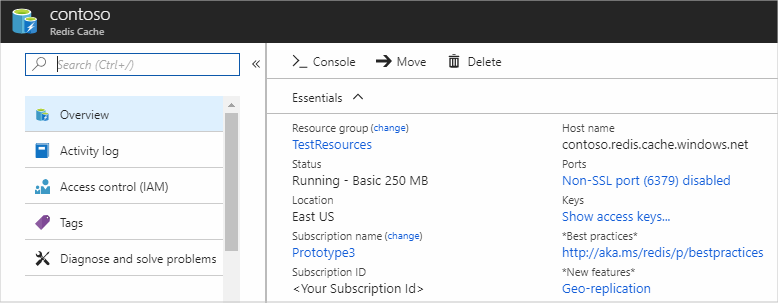 contoso
Redis Cache
Search (Ctrl+/)
«
Overview
Activity log
Access control (IAM)
Tags
Diagnose and solve problems
Console Move Delete
Essentials
Resource group (change)
TestResources
Status
Running - Basic 250 MB
Location
East US
Subscription name (change)
Prototype3
Subscription ID
<Your Subscription Id>
Host name
contoso.redis.cache.windows.net
Ports
Non-SSL port (6379) disabled
Keys
Show access keys...
*Best practices*
http://aka.ms/redis/p/bestpractices
*New features*
Geo-replication